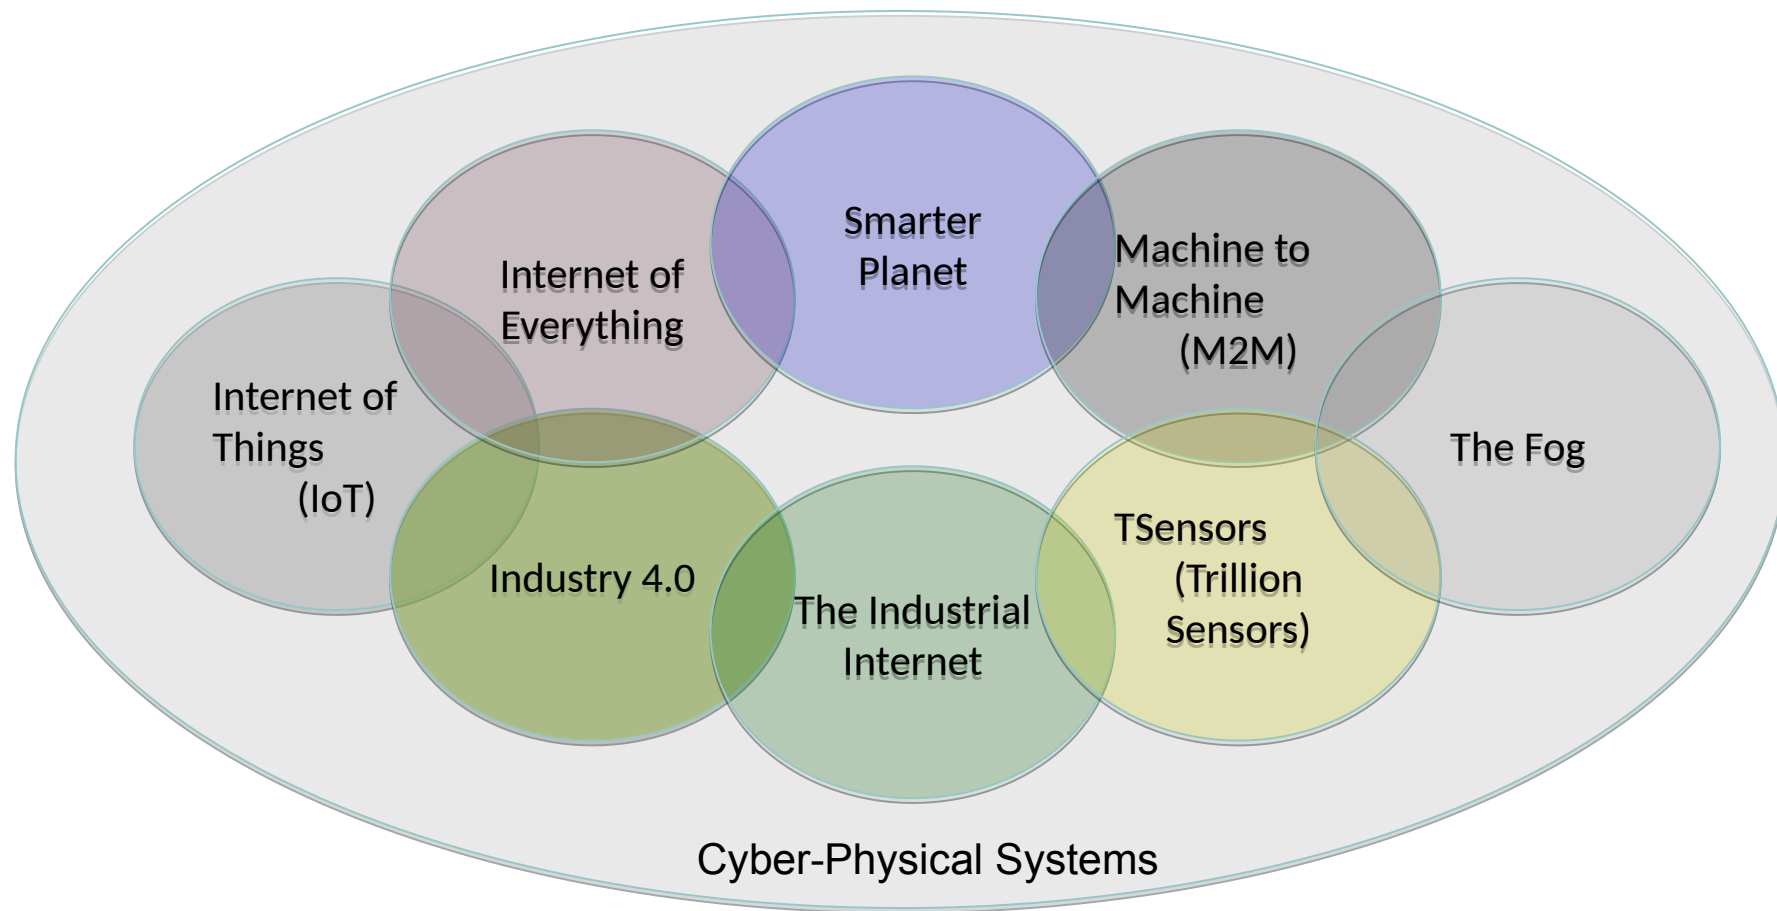 Smarter
Planet
Internet of
Everything
Machine to
Machine
(M2M)
Internet of
Things
(IoT)
The Fog
Industry 4.0
The Industrial
Internet
TSensors
(Trillion
Sensors)
Cyber-Physical Systems